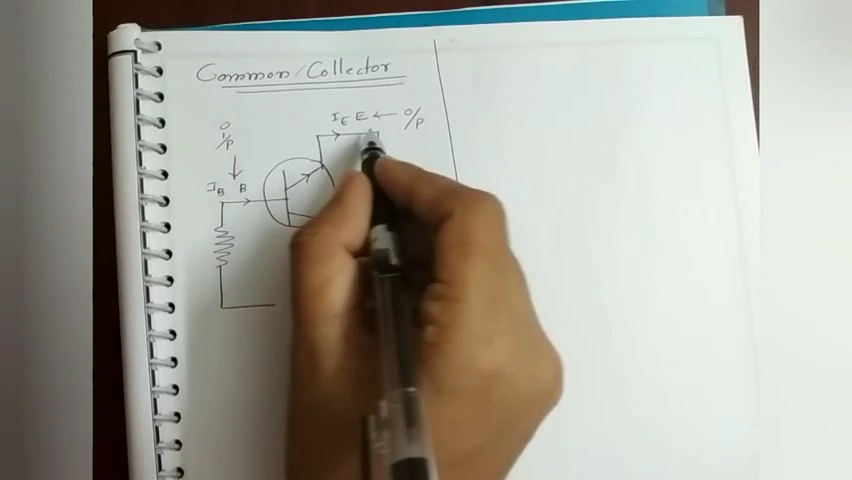 Common/Collector
I_E E ← O/P
I/P
I_B B